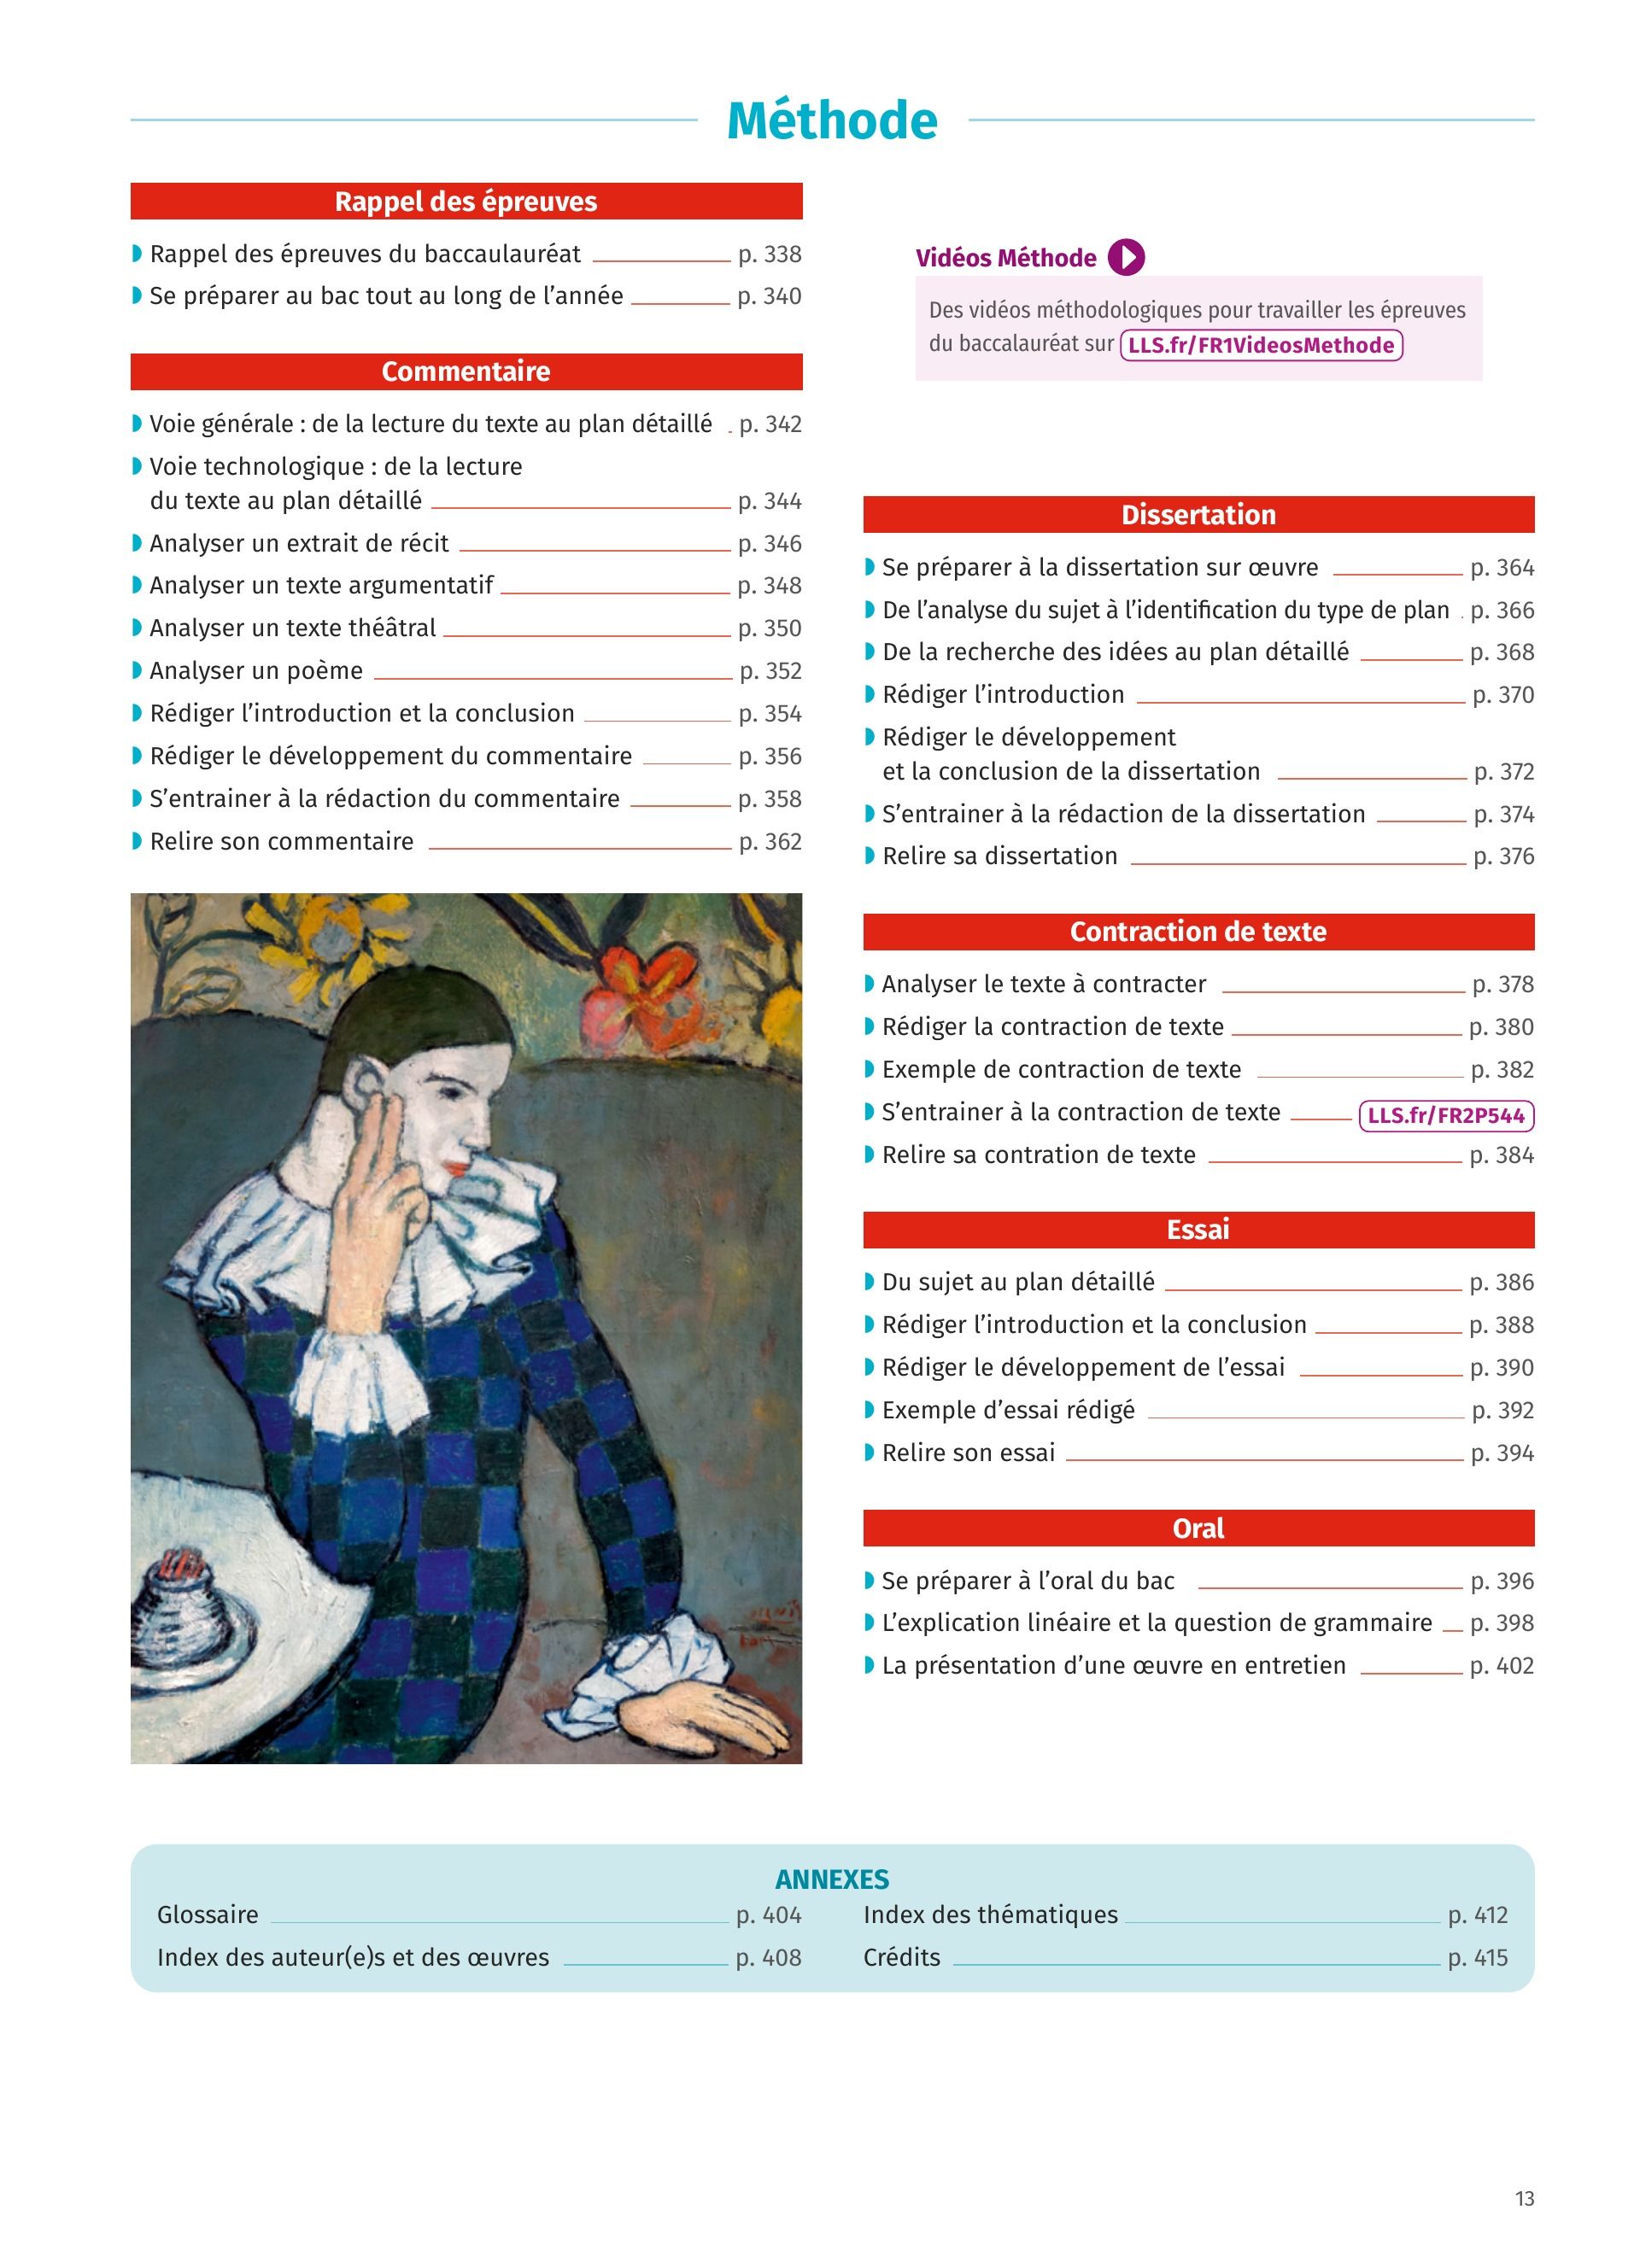 Méthode
Rappel des épreuves
Rappel des épreuves du baccaulauréat p. 338
Se préparer au bac tout au long de l’année p. 340
Commentaire
Voie générale : de la lecture du texte au plan détaillé p. 342
Voie technologique : de la lecture
du texte au plan détaillé p. 344
Analyser un extrait de récit p. 346
Analyser un texte argumentatif p. 348
Analyser un texte théâtral p. 350
Analyser un poème p. 352
Rédiger l’introduction et la conclusion p. 354
Rédiger le développement du commentaire p. 356
S’entrainer à la rédaction du commentaire p. 358
Relire son commentaire p. 362
Vidéos Méthode
Des vidéos méthodologiques pour travailler les épreuves
du baccalauréat sur LLS.fr/FR1VideosMethode
Dissertation
Se préparer à la dissertation sur œuvre p. 364
De l’analyse du sujet à l’identification du type de plan p. 366
De la recherche des idées au plan détaillé p. 368
Rédiger l’introduction p. 370
Rédiger le développement
et la conclusion de la dissertation p. 372
S’entrainer à la rédaction de la dissertation p. 374
Relire sa dissertation p. 376
Contraction de texte
Analyser le texte à contracter p. 378
Rédiger la contraction de texte p. 380
Exemple de contraction de texte p. 382
S’entrainer à la contraction de texte LLS.fr/FR2P544
Relire sa contration de texte p. 384
Essai
Du sujet au plan détaillé p. 386
Rédiger l’introduction et la conclusion p. 388
Rédiger le développement de l’essai p. 390
Exemple d’essai rédigé p. 392
Relire son essai p. 394
Oral
Se préparer à l’oral du bac p. 396
L’explication linéaire et la question de grammaire p. 398
La présentation d’une œuvre en entretien p. 402
ANNEXES
Glossaire p. 404
Index des auteur(e)s et des œuvres p. 408
Index des thématiques p. 412
Crédits p. 415
13